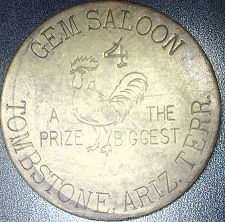 GEM SALOON
4
A THE
PRIZE BIGGEST
TOMBSTONE, ARIZ. TERR.